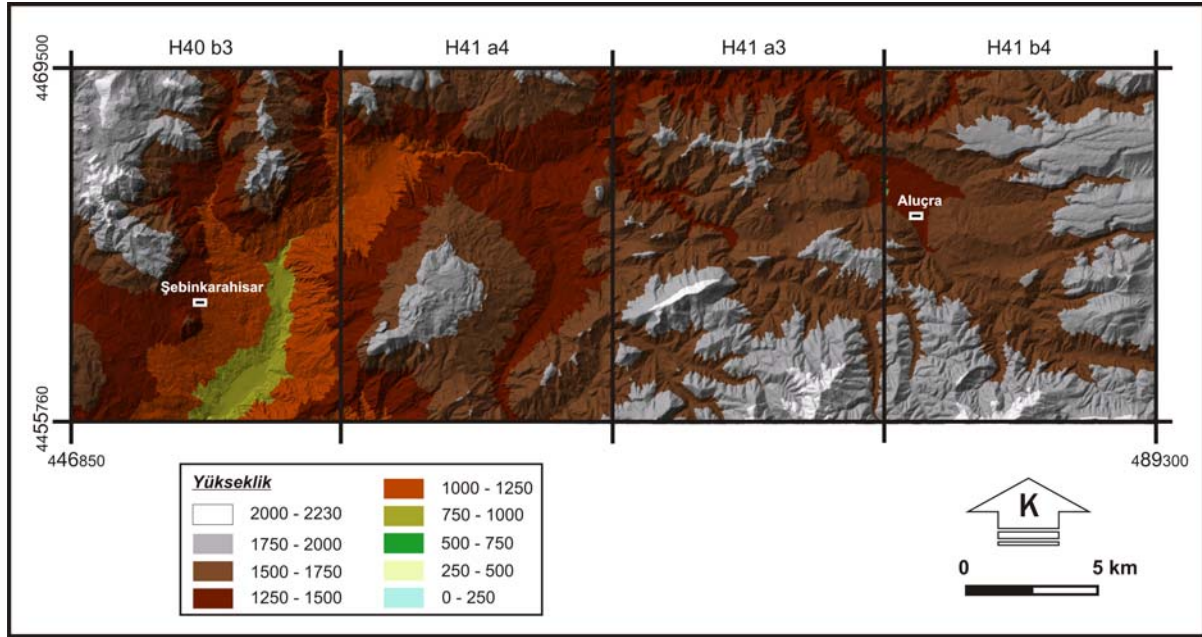 H40 b3 H41 a4 H41 a3 H41 b4
4469500
Aluçra
Şebinkarahisar
4455760
446850 489300
Yükseklik
2000 - 2230
1750 - 2000
1500 - 1750
1250 - 1500
1000 - 1250
750 - 1000
500 - 750
250 - 500
0 - 250
K
0 5 km